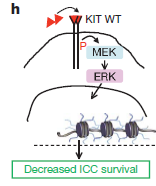 h
KIT WT
P
MEK
ERK
Decreased ICC survival